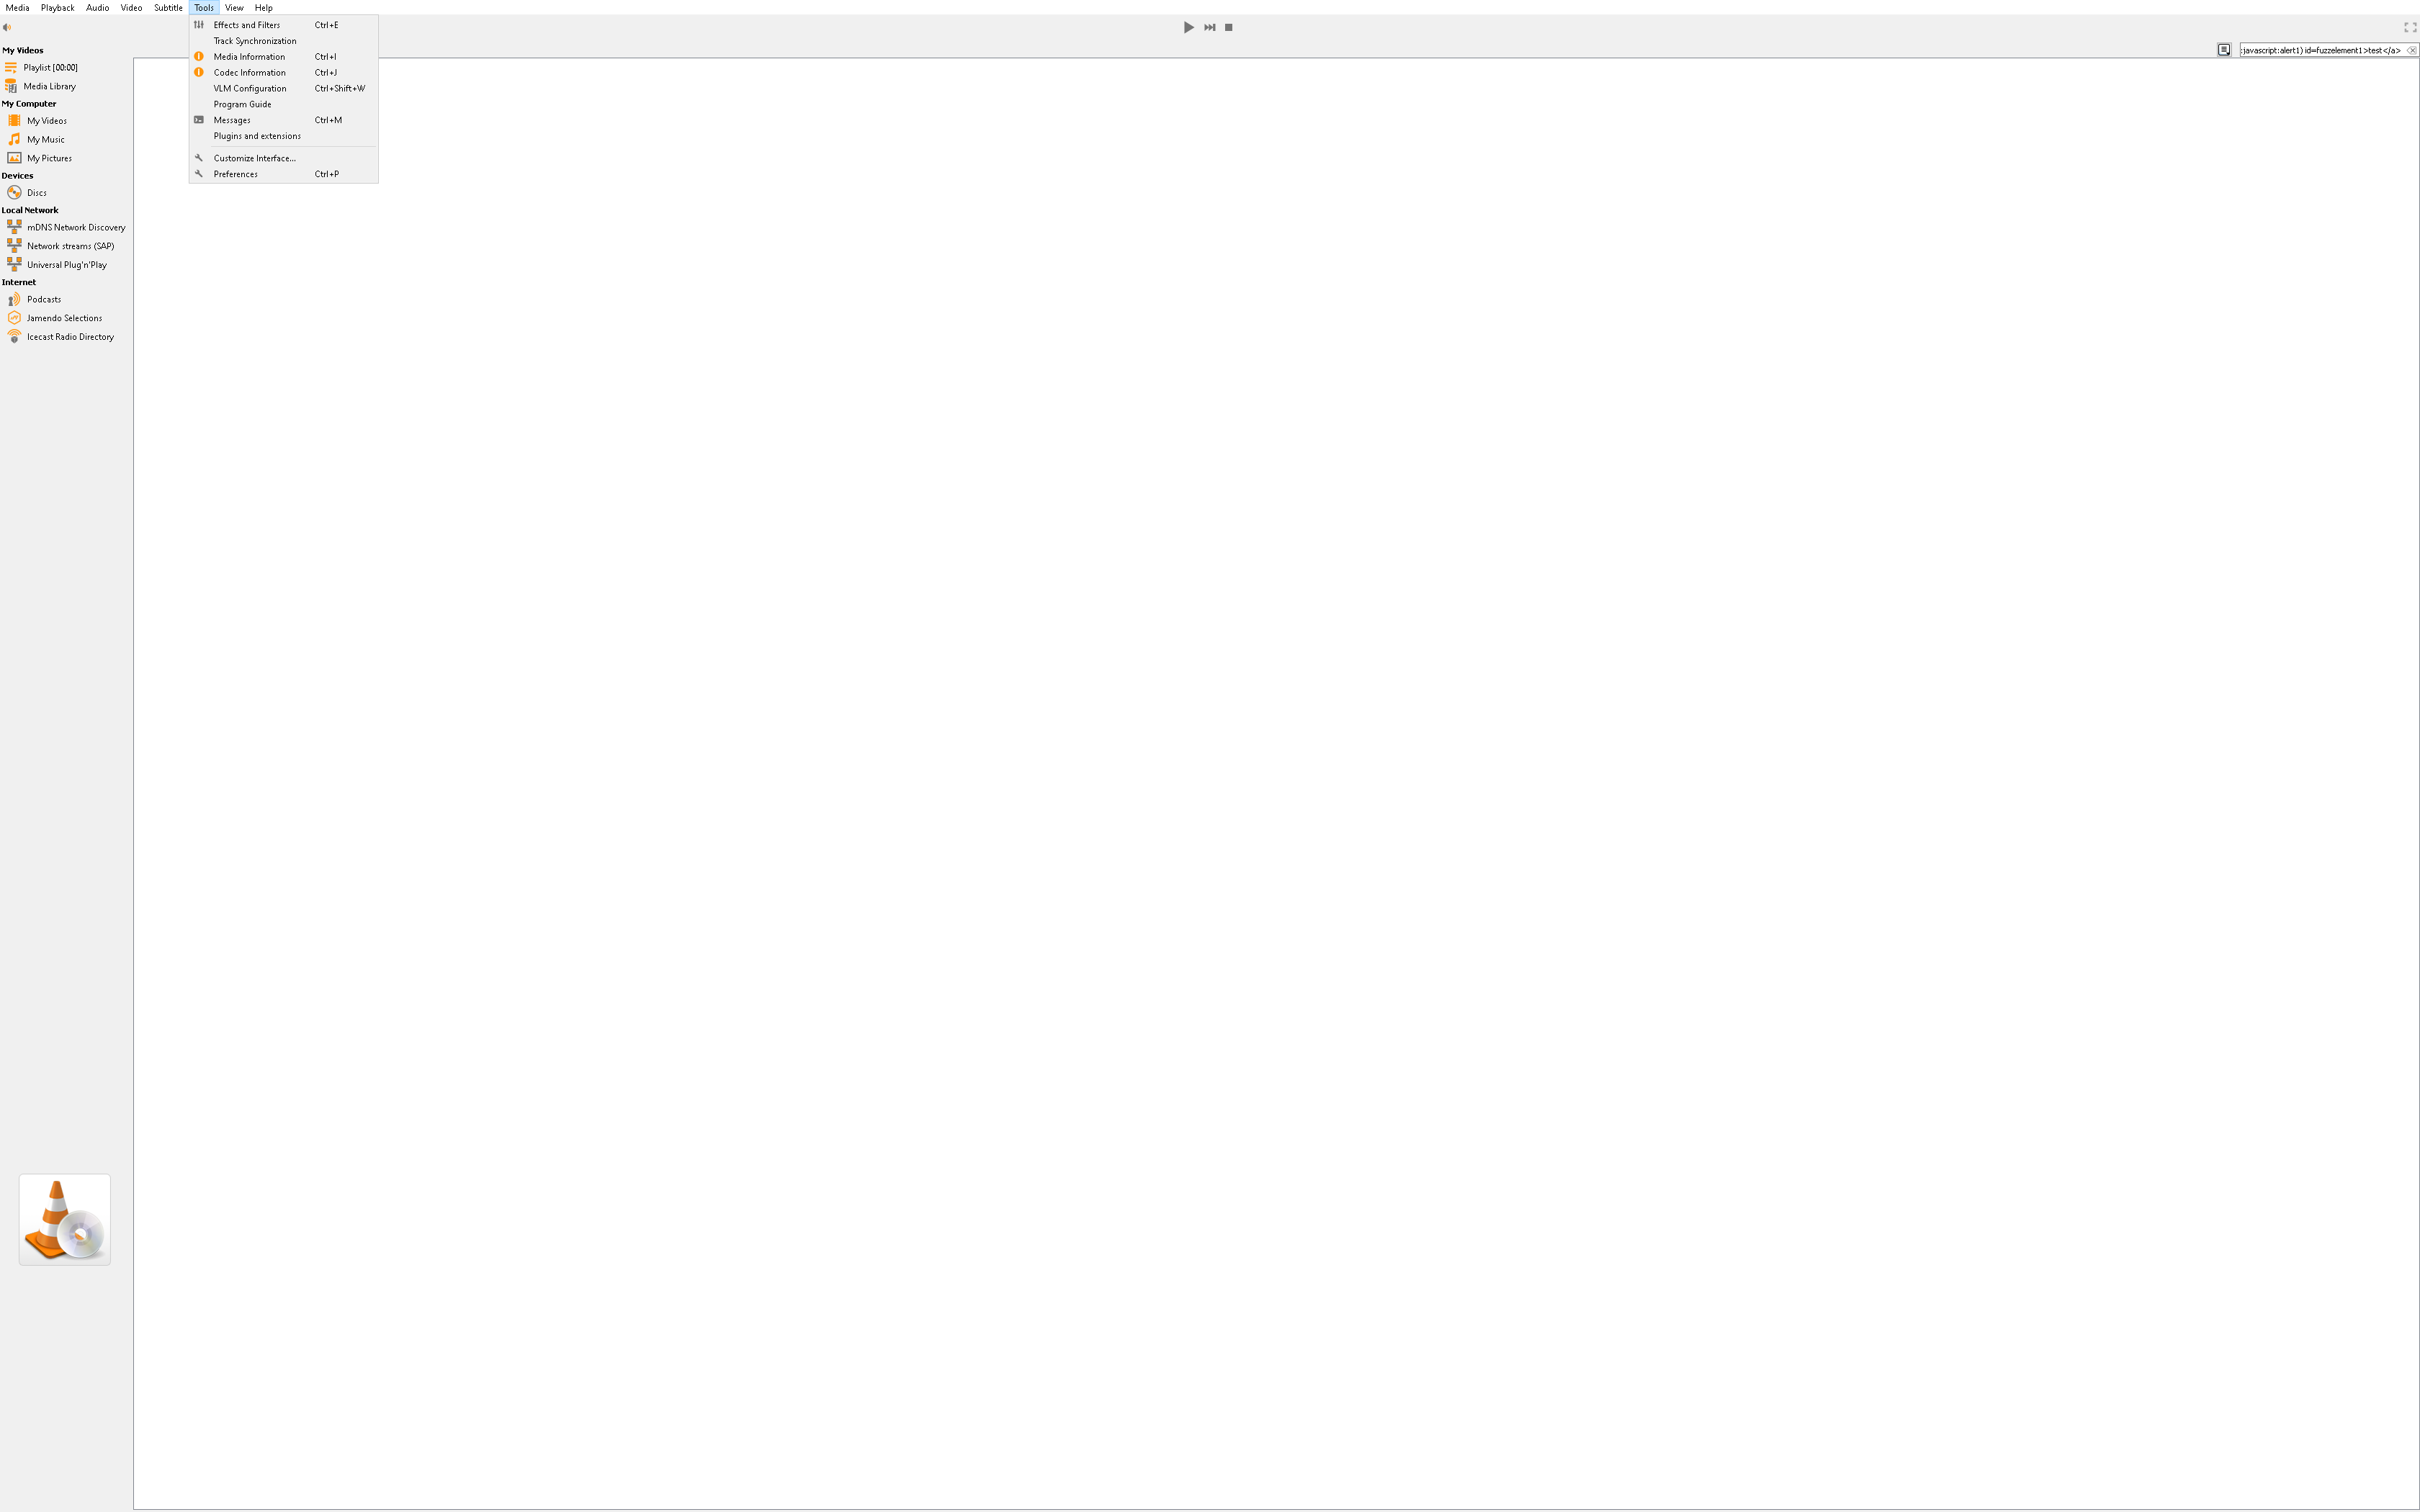 Media Playback Audio Video Subtitle Tools View Help
Effects and Filters Ctrl+E
Track Synchronization
Media Information Ctrl+I
Codec Information Ctrl+J
VLM Configuration Ctrl+Shift+W
Program Guide
Messages Ctrl+M
Plugins and extensions
Customize Interface...
Preferences Ctrl+P
:javascript:alert1) id=fuzzelement1>test</a>
My Videos
Playlist [00:00]
Media Library
My Computer
My Videos
My Music
My Pictures
Devices
Discs
Local Network
mDNS Network Discovery
Network streams (SAP)
Universal Plug'n'Play
Internet
Podcasts
Jamendo Selections
Icecast Radio Directory